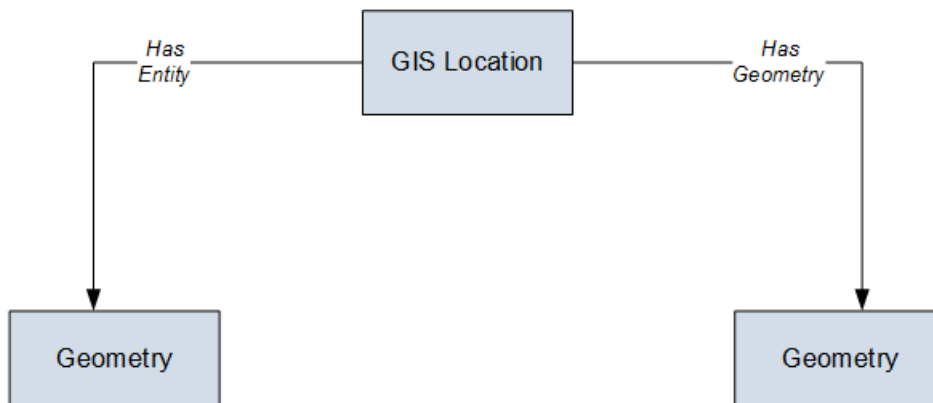 Has
Entity
GIS Location
Has
Geometry
Geometry
Geometry